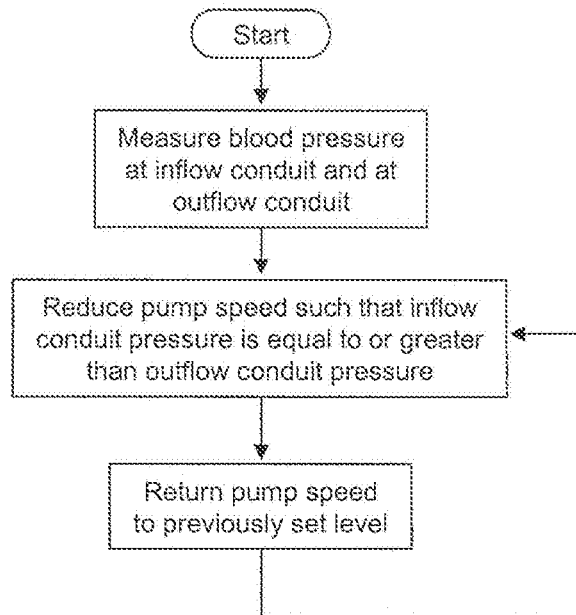 Start
Measure blood pressure
at inflow conduit and at
outflow conduit
Reduce pump speed such that inflow
conduit pressure is equal to or greater
than outflow conduit pressure
Return pump speed
to previously set level